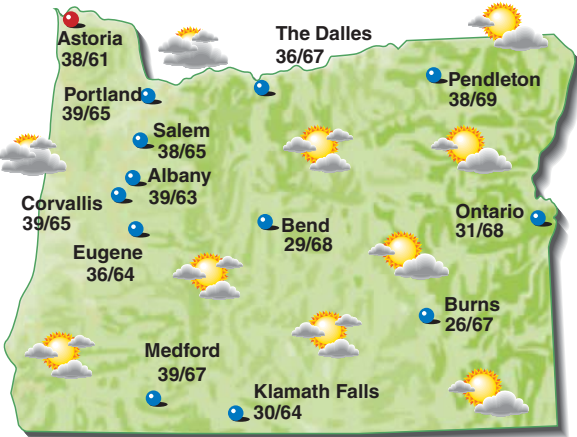 The Dalles
36/67
Astoria
38/61
Pendleton
38/69
Portland
39/65
Salem
38/65
Albany
39/63
Corvallis
39/65
Ontario
31/68
Bend
29/68
Eugene
36/64
Burns
26/67
Medford
39/67
Klamath Falls
30/64